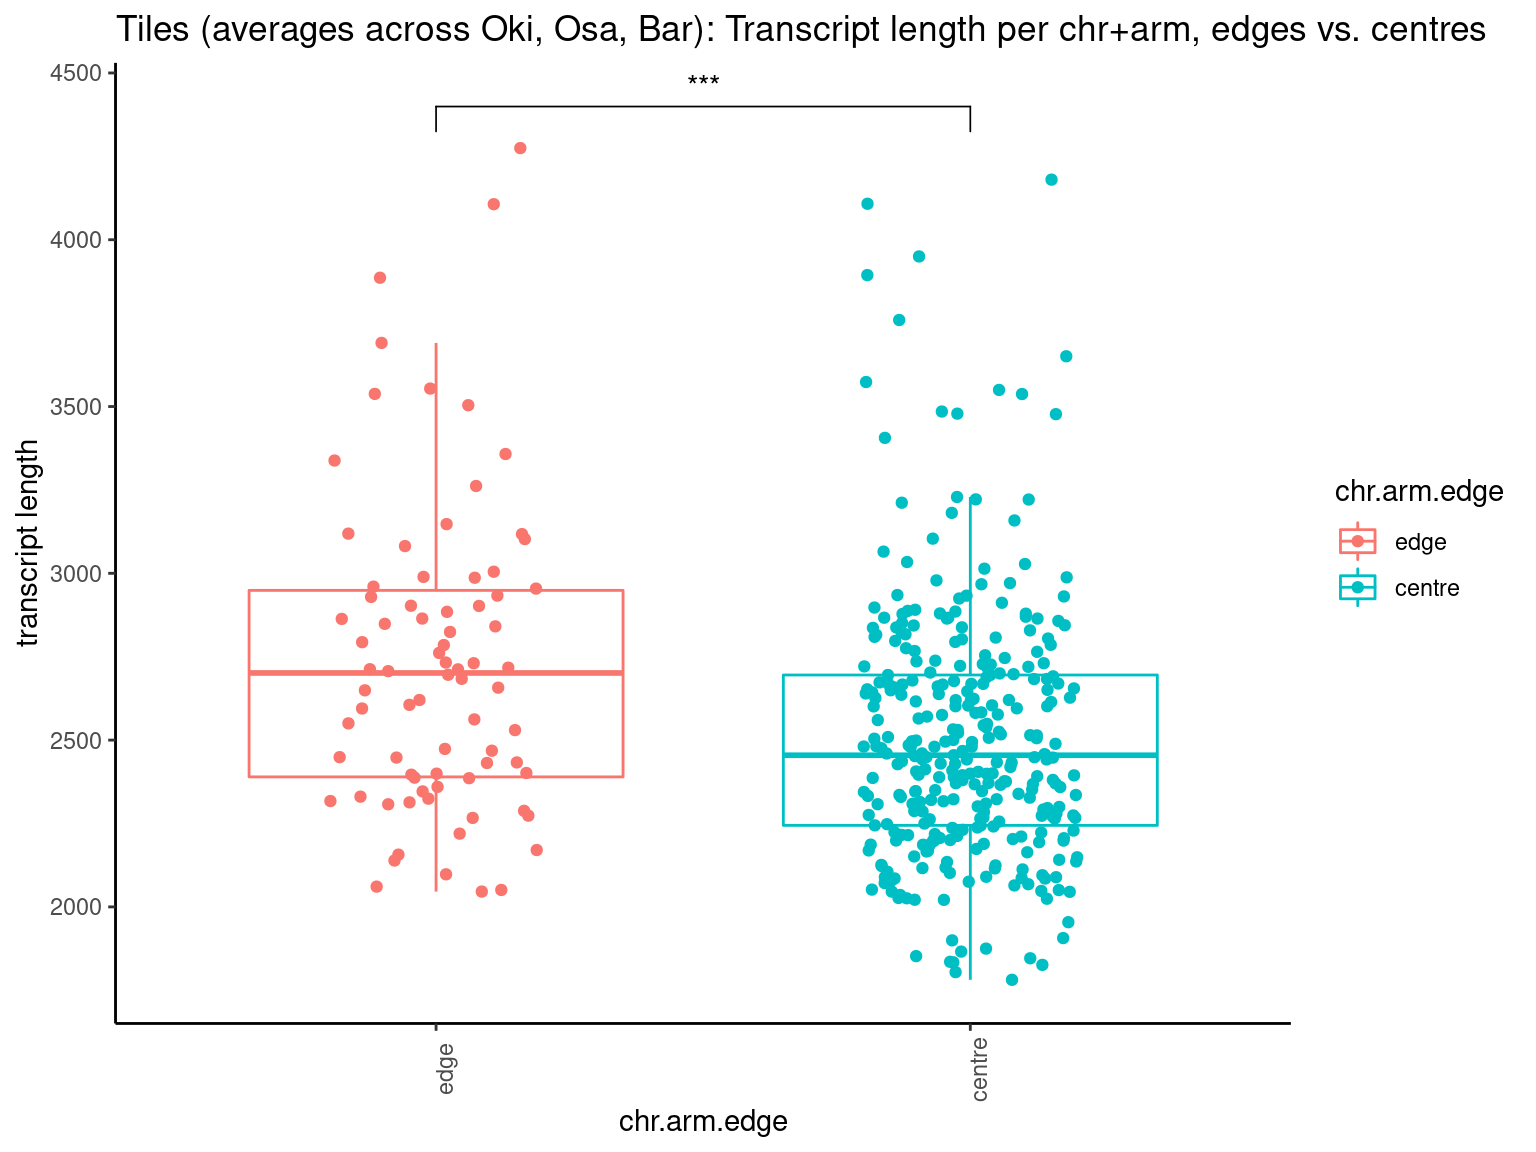 Tiles (averages across Oki, Osa, Bar): Transcript length per chr+arm, edges vs. centres
4500
4000
3500
3000
2500
2000
transcript length
***
edge
centre
chr.arm.edge
chr.arm.edge
edge
centre